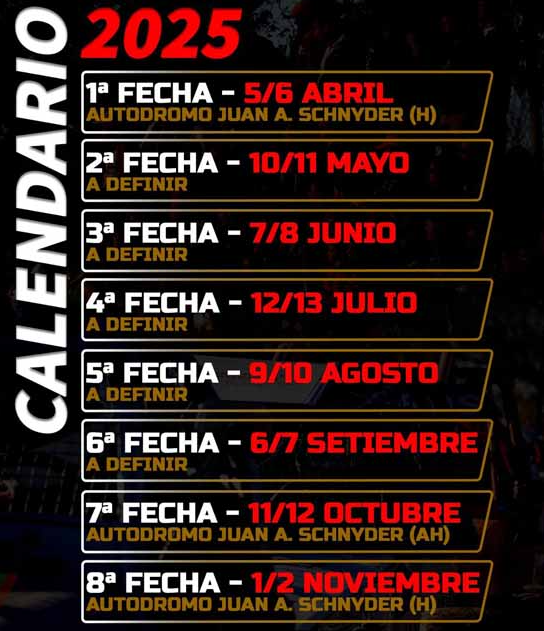 CALENDARIO
2025
1ª FECHA - 5/6 ABRIL
AUTODROMO JUAN A. SCHNYDER (H)
2ª FECHA - 10/11 MAYO
A DEFINIR
3ª FECHA - 7/8 JUNIO
A DEFINIR
4ª FECHA - 12/13 JULIO
A DEFINIR
5ª FECHA - 9/10 AGOSTO
A DEFINIR
6ª FECHA - 6/7 SETIEMBRE
A DEFINIR
7ª FECHA - 11/12 OCTUBRE
AUTODROMO JUAN A. SCHNYDER (AH)
8ª FECHA - 1/2 NOVIEMBRE
AUTODROMO JUAN A. SCHNYDER (H)